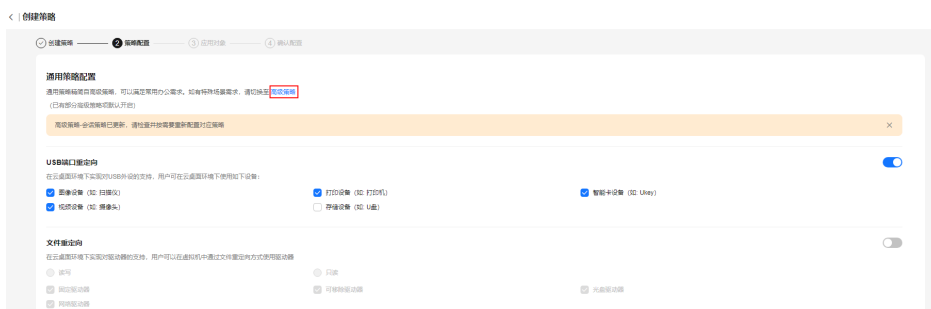 < | 创建策略
创建策略 2 策略配置 3 应用对象 4 确认配置
通用策略配置
通用策略精简自高级策略，可以满足常用办公需求。如有特殊场景需求，请切换至 高级策略
（已有部分高级策略项默认开启）
高级策略-会话策略已更新，请检查并按需要重新配置对应策略 ×
USB端口重定向
在云桌面环境下实现对USB外设的支持，用户可在云桌面环境下使用如下设备：
图像设备（如: 扫描仪） 打印设备（如: 打印机） 智能卡设备（如: Ukey）
视频设备（如: 摄像头） 存储设备（如: U盘）
文件重定向
在云桌面环境下实现对驱动器的支持，用户可以在虚拟机中通过文件重定向方式使用驱动器
读写 只读
固定驱动器 可移除驱动器 光盘驱动器
网络驱动器